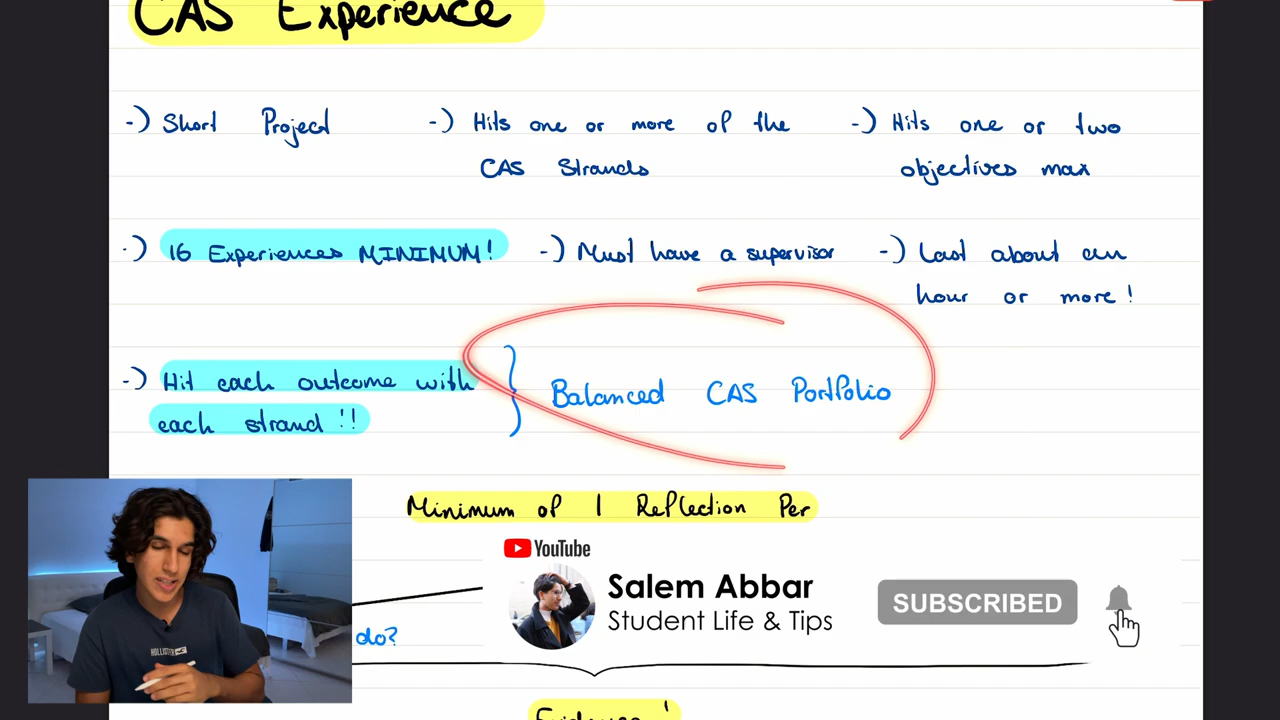 CAS Experience
-) Short Project
-) Hits one or more of the
CAS Strands
-) Hits one or two
objectives max
-) 16 Experiences MINIMUM!
-) Must have a supervisor
-) Last about an
hour or more!
-) Hit each outcome with
each strand!!
Balanced CAS Portfolio
Minimum of 1 Reflection Per
YouTube
Salem Abbar
Student Life & Tips
SUBSCRIBED
do?
HOLLISTER
Evidence!